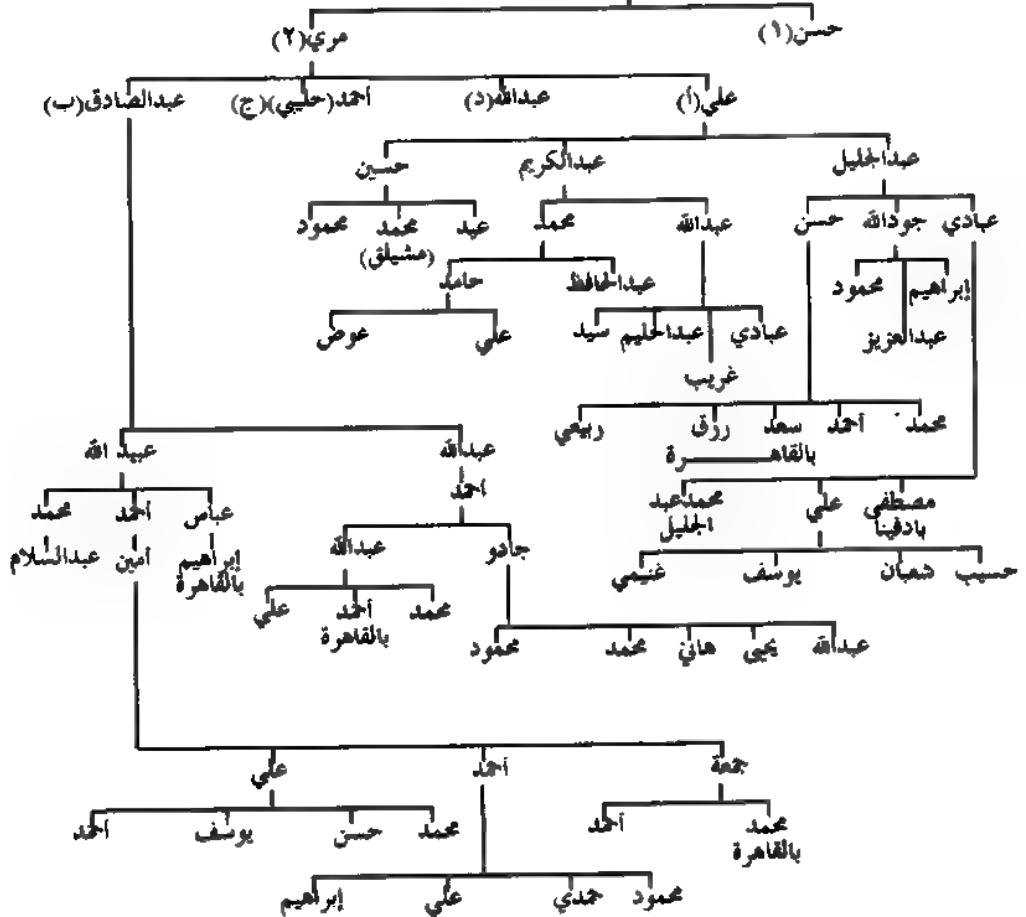 حسن(١) مري(٢)
علي(أ) عبدالله(د) أحمد(حليبي)(ج) عبدالصادق(ب)
عبدالجليل عبدالكريم حسين
عبادي جودالله حسن عبدالله محمد عيد محمد محمود
(مشيلق)
عبدالحافظ حامد
إبراهيم محمود
عبدالعزيز
علي عوض
عبادي عبدالحليم سيد
غريب
محمد أحمد سعد رزق ربيعي
بالقاهــــرة
عبدالله عبيد الله
أحمد
مصطفى علي محمدعبد
بادفينا الجليل
عباس أحمد محمد
جادو عبدالله
إبراهيم أمين عبدالسلام
بالقاهرة
حسيب شعبان يوسف غنيمي
محمد أحمد علي
بالقاهرة
عبدالله يحيى هاني محمد محمود
جمعة أحمد علي
محمد أحمد
بالقاهرة
محمد حسن يوسف أحمد
محمود حمدي علي إبراهيم